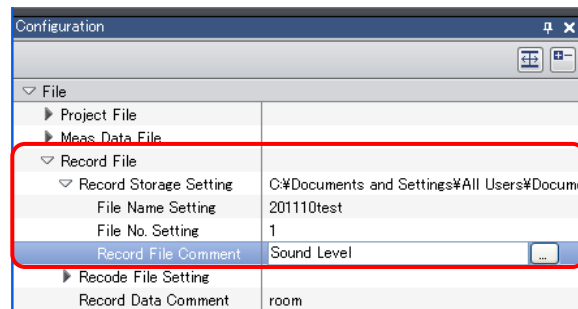 Configuration
File
Project File
Meas Data File
Record File
Record Storage Setting C:¥Documents and Settings¥All Users¥Docum
File Name Setting 201110test
File No. Setting 1
Record File Comment Sound Level ...
Recode File Setting
Record Data Comment room